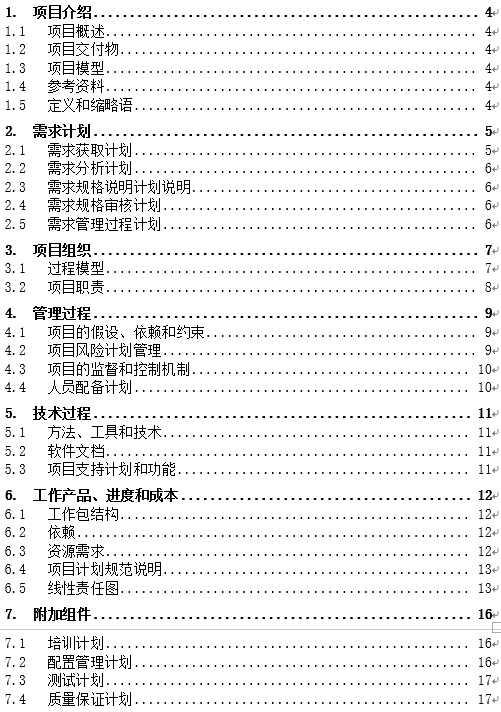 1. 项目介绍 4
1.1 项目概述 4
1.2 项目交付物 4
1.3 项目模型 4
1.4 参考资料 4
1.5 定义和缩略语 4
2. 需求计划 5
2.1 需求获取计划 5
2.2 需求分析计划 6
2.3 需求规格说明计划说明 6
2.4 需求规格审核计划 6
2.5 需求管理过程计划 6
3. 项目组织 7
3.1 过程模型 7
3.2 项目职责 8
4. 管理过程 9
4.1 项目的假设、依赖和约束 9
4.2 项目风险计划管理 9
4.3 项目的监督和控制机制 10
4.4 人员配备计划 10
5. 技术过程 11
5.1 方法、工具和技术 11
5.2 软件文档 11
5.3 项目支持计划和功能 11
6. 工作产品、进度和成本 12
6.1 工作包结构 12
6.2 依赖 12
6.3 资源需求 12
6.4 项目计划规范说明 13
6.5 线性责任图 13
7. 附加组件 16
7.1 培训计划 16
7.2 配置管理计划 16
7.3 测试计划 17
7.4 质量保证计划 17